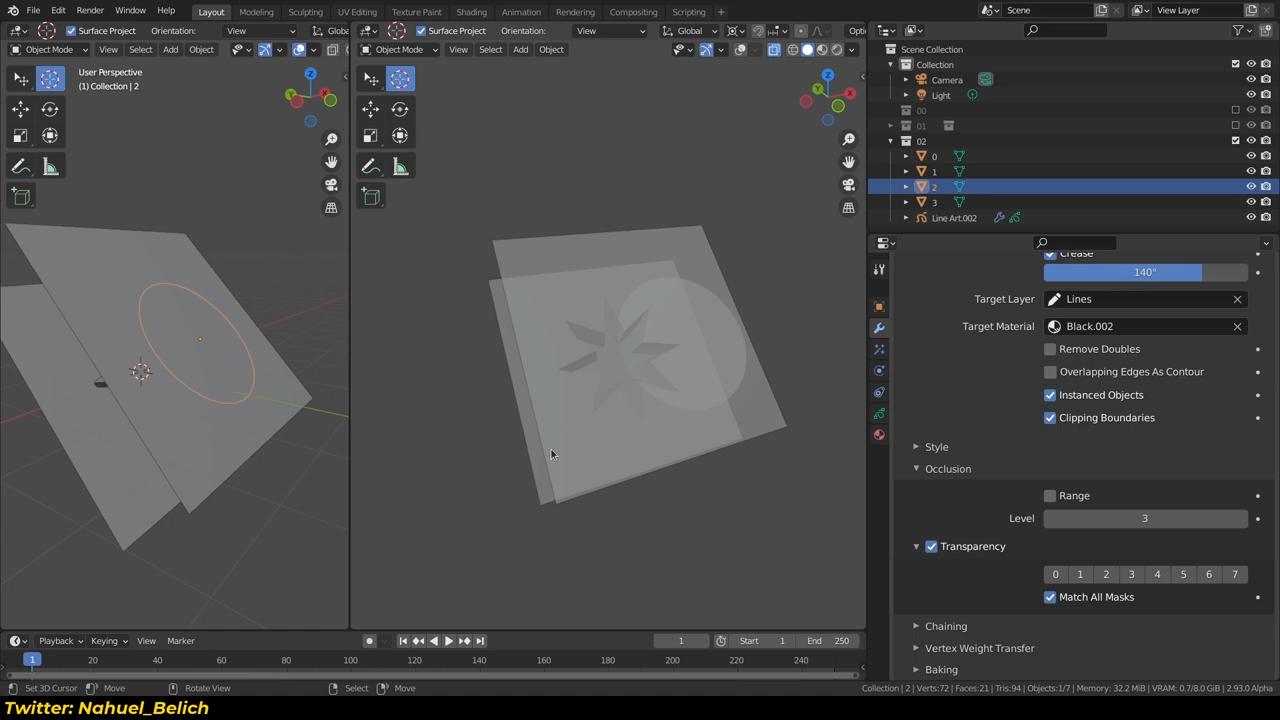 File Edit Render Window Help Layout Modeling Sculpting UV Editing Texture Paint Shading Animation Rendering Compositing Scripting Scene View Layer
Surface Project Orientation: View Globa Surface Project Orientation: View Global Opti
Object Mode View Select Add Object Object Mode View Select Add Object
User Perspective
(1) Collection | 2
Z
Y
X
Z
Y
X
Scene Collection
Collection
Camera
Light
00
01
02
0
1
2
3
Line Art.002
Crease
140°
Target Layer Lines
Target Material Black.002
Remove Doubles
Overlapping Edges As Contour
Instanced Objects
Clipping Boundaries
Style
Occlusion
Range
Level 3
Transparency
0 1 2 3 4 5 6 7
Match All Masks
Chaining
Vertex Weight Transfer
Baking
Playback Keying View Marker 1 Start 1 End 250
1 20 40 60 80 100 120 140 160 180 200 220 240
Set 3D Cursor Move Rotate View Select Move Collection | 2 | Verts:72 | Faces:21 | Tris:94 | Objects:1/7 | Memory: 32.2 MiB | VRAM: 0.7/8.0 GiB | 2.93.0 Alpha
Twitter: Nahuel_Belich